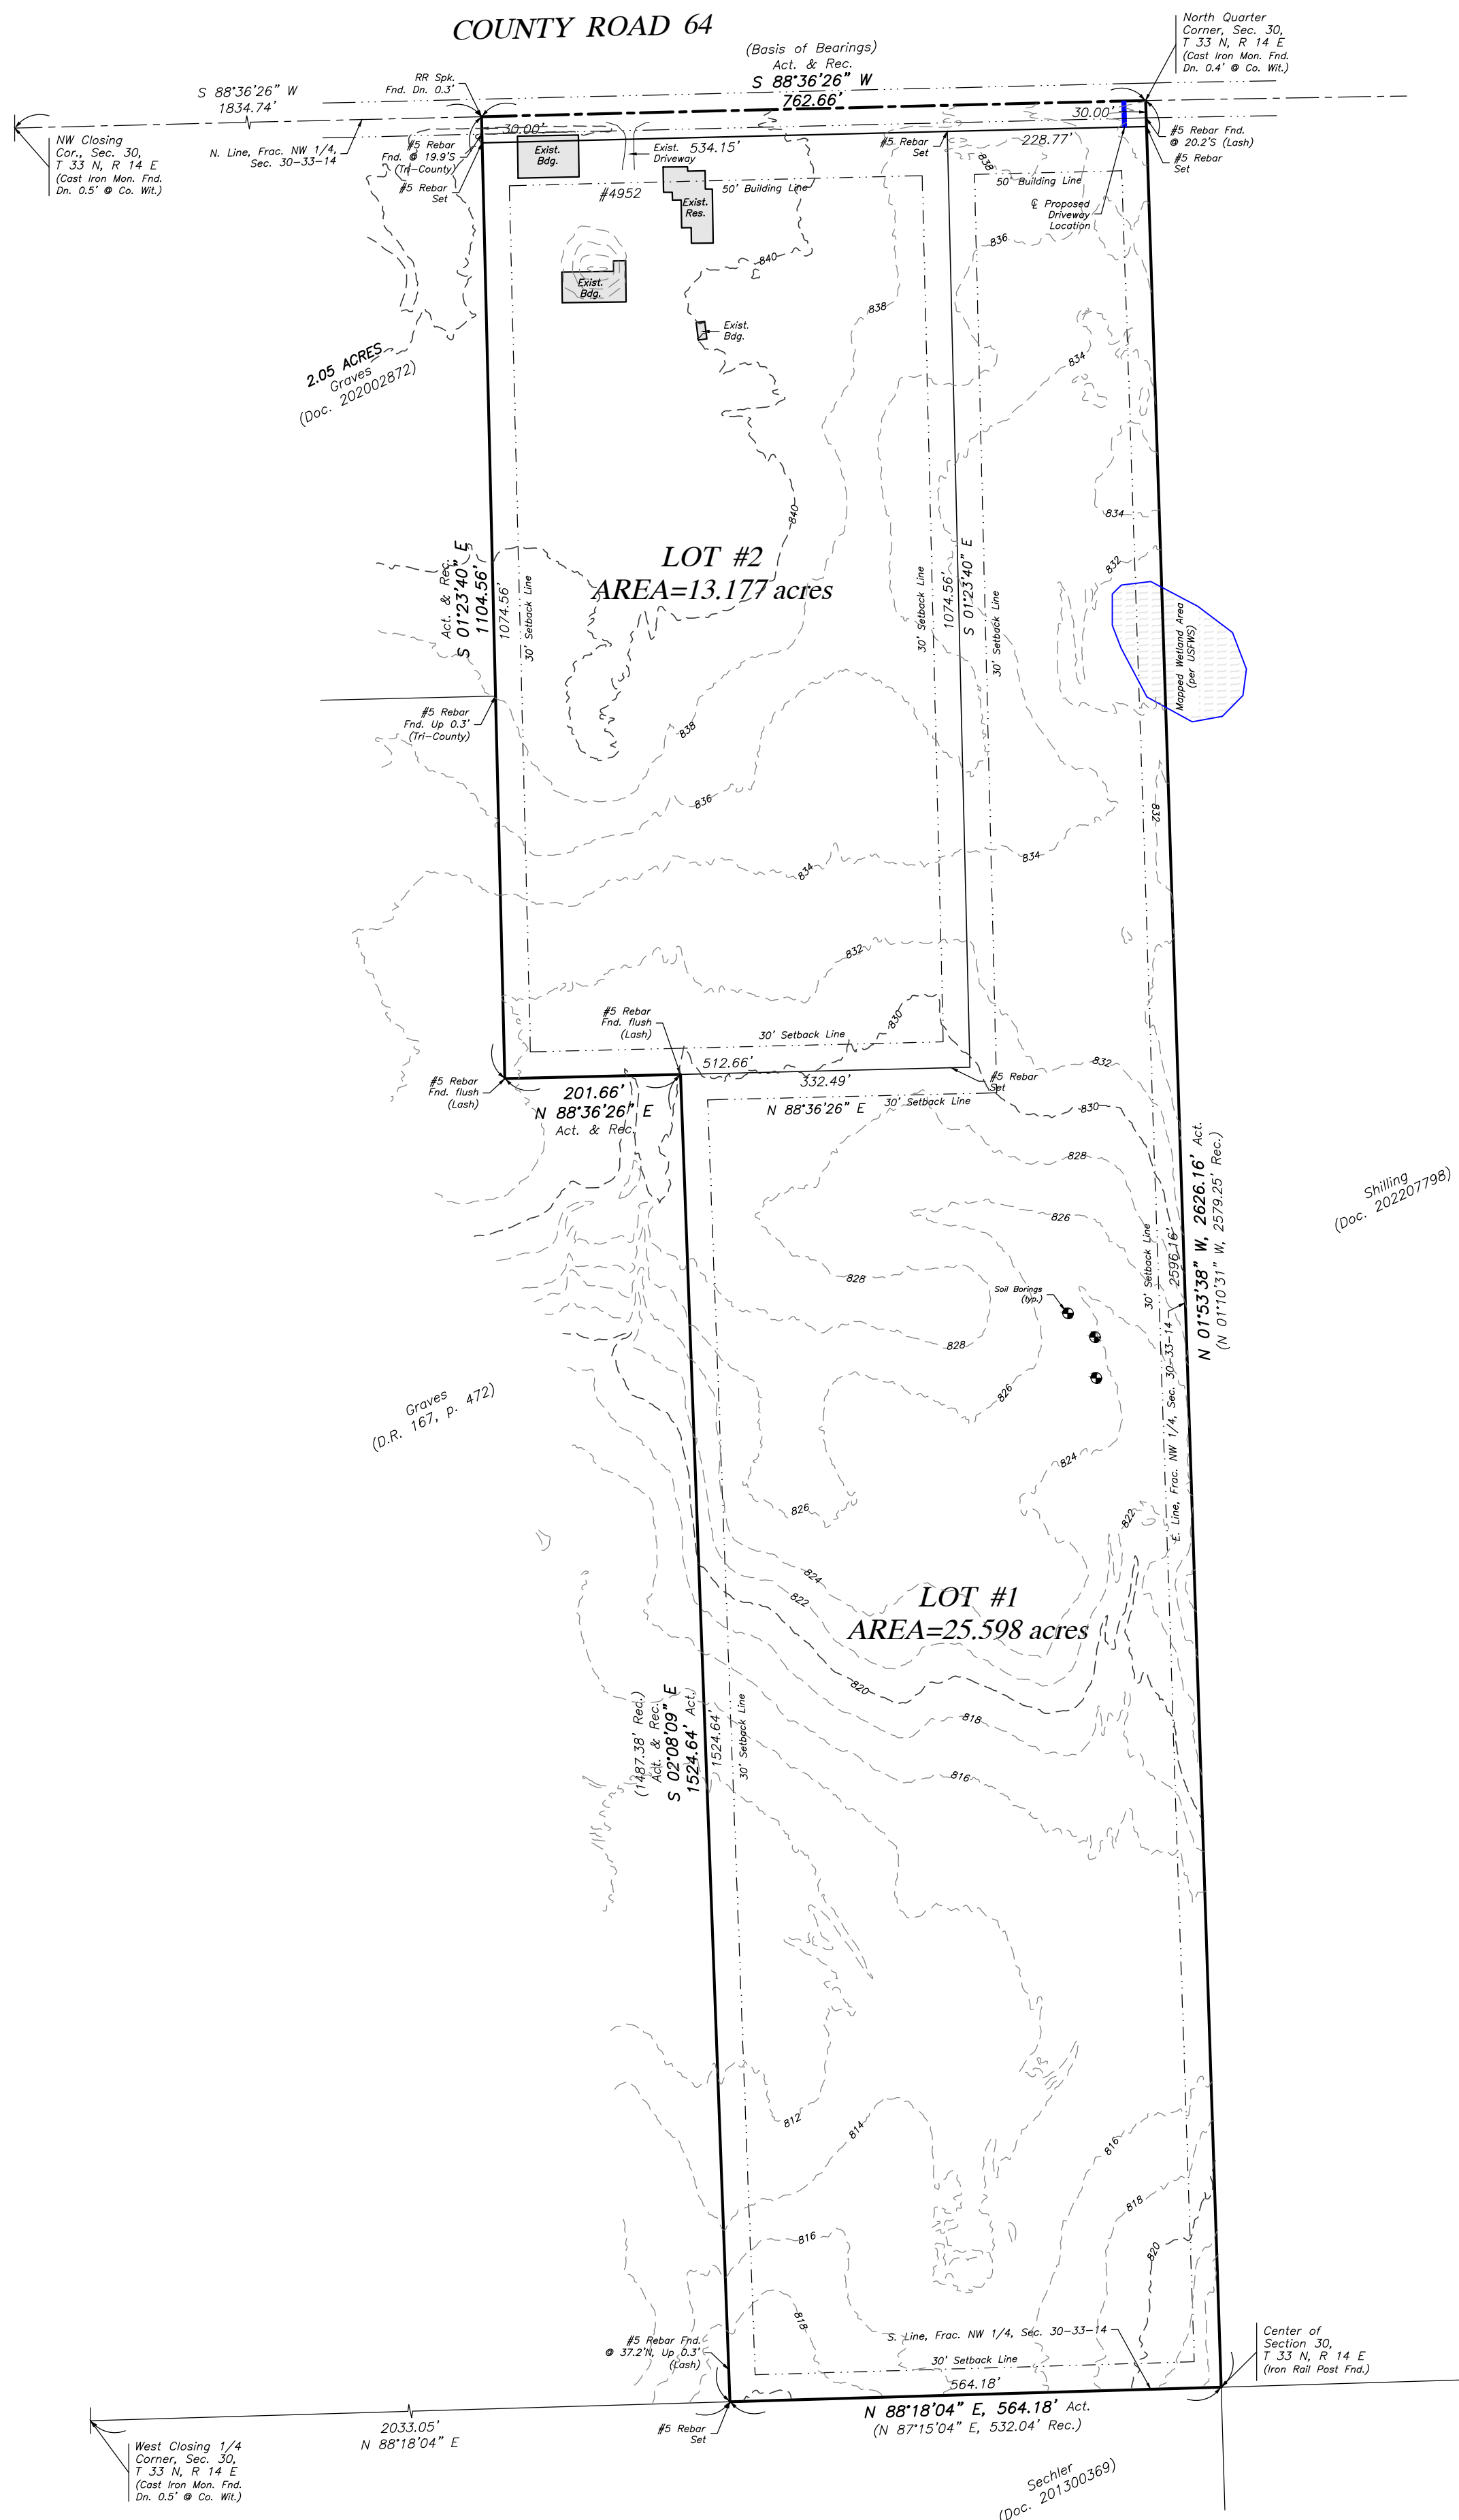 COUNTY ROAD 64
(Basis of Bearings)
Act. & Rec.
S 88°36'26" W
762.66'
North Quarter
Corner, Sec. 30,
T 33 N, R 14 E
(Cast Iron Mon. Fnd.
Dn. 0.4' @ Co. Wit.)
RR Spk.
Fnd. Dn. 0.3'
S 88°36'26" W
1834.74'
NW Closing
Cor., Sec. 30,
T 33 N, R 14 E
(Cast Iron Mon. Fnd.
Dn. 0.5' @ Co. Wit.)
N. Line, Frac. NW 1/4,
Sec. 30-33-14
30.00'
30.00'
#5 Rebar
Fnd. @ 19.9'S
(Tri-County)
#5 Rebar
Set
Exist.
Bdg.
Exist.
Driveway
534.15'
#5 Rebar
Set
228.77'
#5 Rebar Fnd.
@ 20.2'S (Lash)
#5 Rebar
Set
838
#4952
Exist.
Res.
50' Building Line
50' Building Line
℄ Proposed
Driveway
Location
836
840
Exist.
Bdg.
838
Exist.
Bdg.
834
2.05 ACRES
Graves
(Doc. 202002872)
840
834
832
LOT #2
AREA=13.177 acres
Act. & Rec.
S 01°23'40" E
1104.56'
1074.56'
30' Setback Line
30' Setback Line
1074.56'
S 01°23'40" E
30' Setback Line
Mapped Wetland Area
(per USFWS)
#5 Rebar
Fnd. Up 0.3'
(Tri-County)
838
836
832
834
834
832
830
#5 Rebar
Fnd. flush
(Lash)
30' Setback Line
512.66'
332.49'
N 88°36'26" E
#5 Rebar
Set
30' Setback Line
832
830
#5 Rebar
Fnd. flush
(Lash)
201.66'
N 88°36'26" E
Act. & Rec.
828
826
N 01°53'38" W, 2626.16' Act.
(N 01°10'31" W, 2579.25' Rec.)
2596.16'
30' Setback Line
E. Line, Frac. NW 1/4, Sec. 30-33-14
Shilling
(Doc. 202207798)
828
Soil Borings
(typ.)
828
826
Graves
(D.R. 167, p. 472)
824
826
822
824
822
LOT #1
AREA=25.598 acres
820
818
816
(1487.38' Rec.)
Act. & Rec.
S 02°08'09" E
1524.64' Act.
1524.64'
30' Setback Line
812
814
816
818
816
820
818
#5 Rebar Fnd.
@ 37.2'N, Up 0.3'
(Lash)
S. Line, Frac. NW 1/4, Sec. 30-33-14
30' Setback Line
564.18'
N 88°18'04" E, 564.18' Act.
(N 87°15'04" E, 532.04' Rec.)
Center of
Section 30,
T 33 N, R 14 E
(Iron Rail Post Fnd.)
#5 Rebar
Set
2033.05'
N 88°18'04" E
West Closing 1/4
Corner, Sec. 30,
T 33 N, R 14 E
(Cast Iron Mon. Fnd.
Dn. 0.5' @ Co. Wit.)
Sechler
(Doc. 201300369)